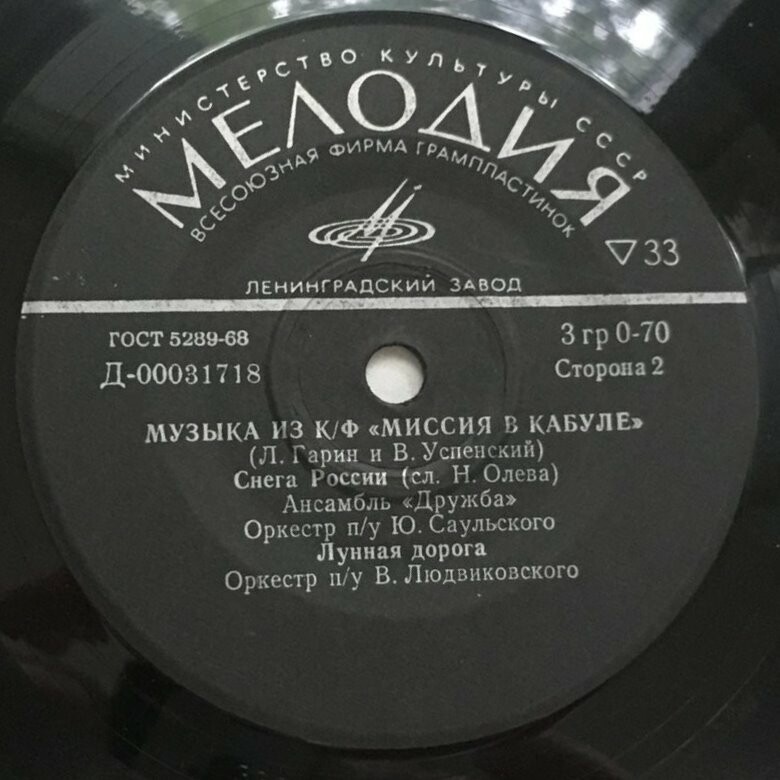 МИНИСТЕРСТВО КУЛЬТУРЫ СССР
МЕЛОДИЯ
ВСЕСОЮЗНАЯ ФИРМА ГРАМПЛАСТИНОК
▽33
ЛЕНИНГРАДСКИЙ ЗАВОД
ГОСТ 5289-68
3 гр 0-70
Д-00031718
Сторона 2
МУЗЫКА ИЗ К/Ф «МИССИЯ В КАБУЛЕ»
(Л. Гарин и В. Успенский)
Снега России (сл. Н. Олева)
Ансамбль «Дружба»
Оркестр п/у Ю. Саульского
Лунная дорога
Оркестр п/у В. Людвиковского